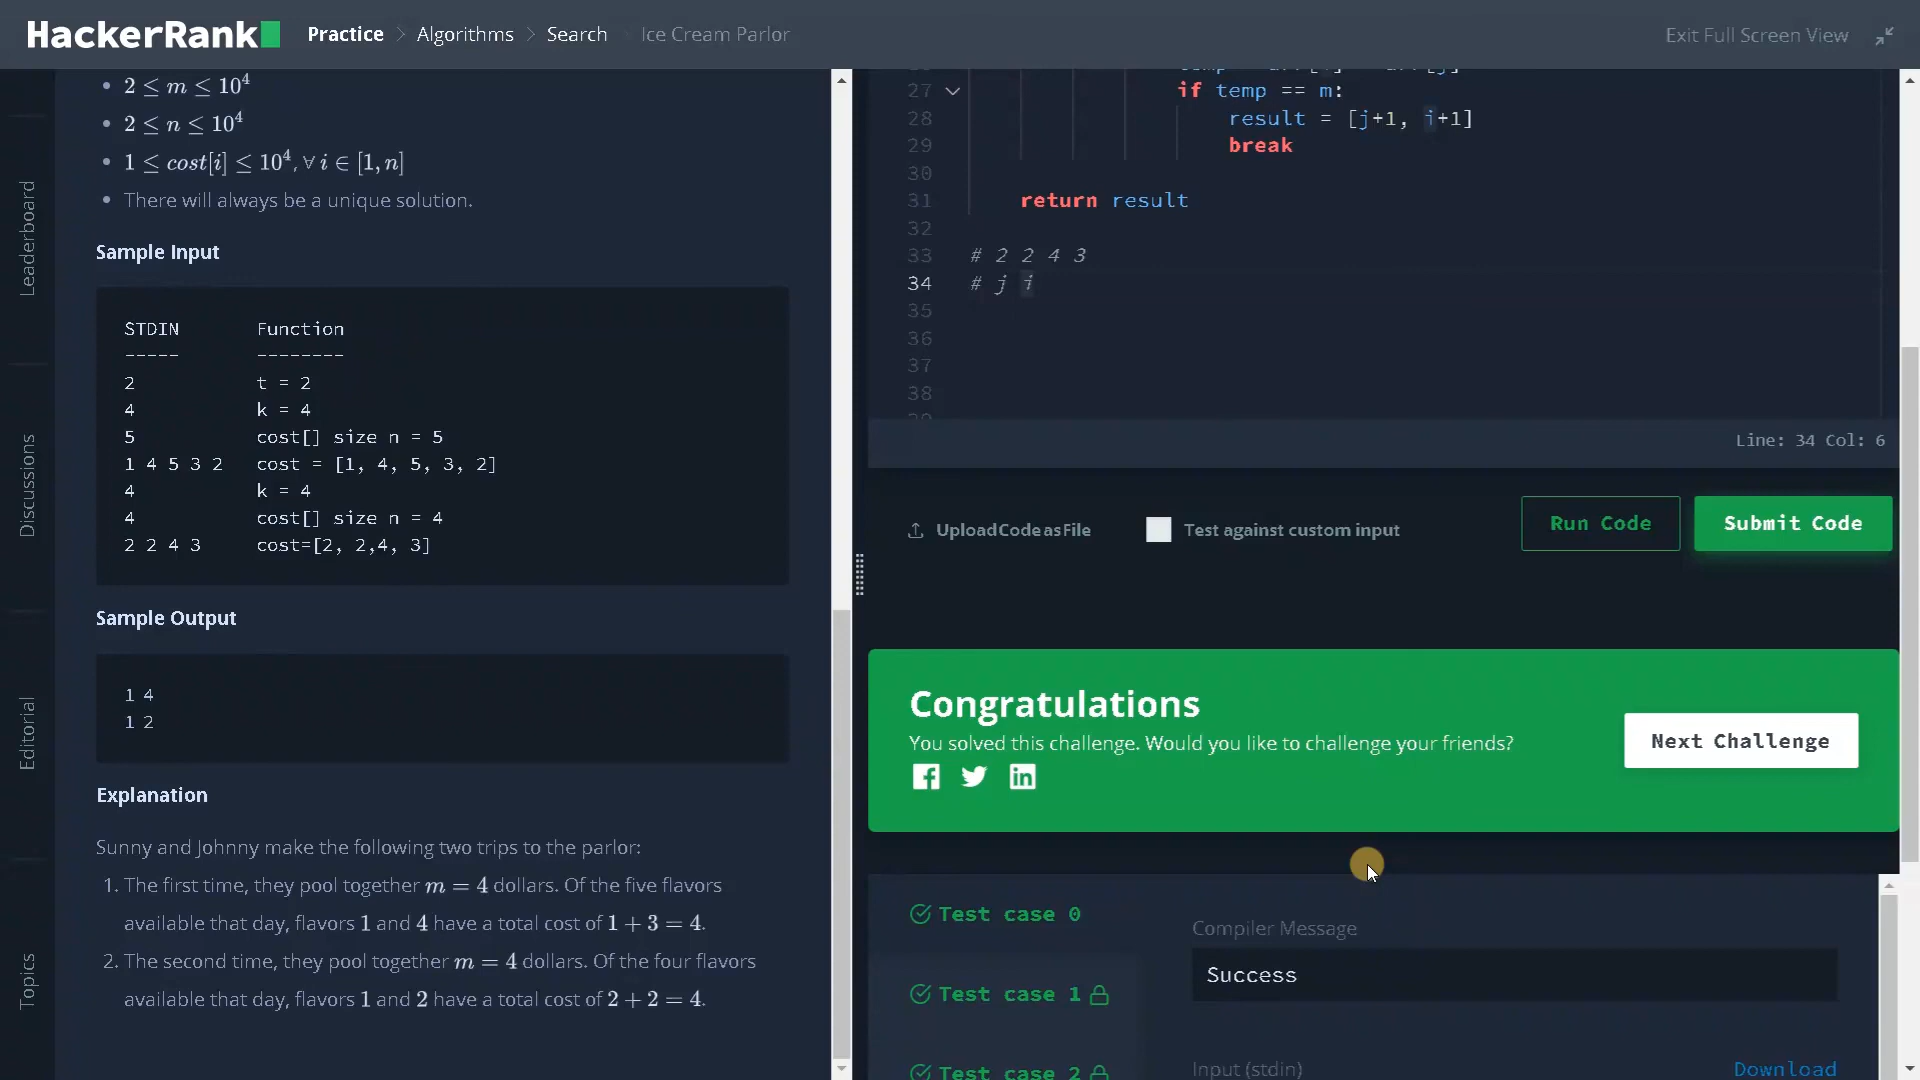 HackerRank Practice > Algorithms > Search > Ice Cream Parlor Exit Full Screen View
Leaderboard
Discussions
Editorial
Topics
• 2 ≤ m ≤ 10^4
• 2 ≤ n ≤ 10^4
• 1 ≤ cost[i] ≤ 10^4, ∀ i ∈ [1, n]
• There will always be a unique solution.
Sample Input
STDIN Function
----- --------
2 t = 2
4 k = 4
5 cost[] size n = 5
1 4 5 3 2 cost = [1, 4, 5, 3, 2]
4 k = 4
4 cost[] size n = 4
2 2 4 3 cost=[2, 2,4, 3]
Sample Output
1 4
1 2
Explanation
Sunny and Johnny make the following two trips to the parlor:
1. The first time, they pool together m = 4 dollars. Of the five flavors
available that day, flavors 1 and 4 have a total cost of 1 + 3 = 4.
2. The second time, they pool together m = 4 dollars. Of the four flavors
available that day, flavors 1 and 2 have a total cost of 2 + 2 = 4.
27 if temp == m:
28 result = [j+1, i+1]
29 break
30
31 return result
32
33 # 2 2 4 3
34 # j i
35
36
37
38
Line: 34 Col: 6
Upload Code as File Test against custom input Run Code Submit Code
Congratulations
You solved this challenge. Would you like to challenge your friends?
Next Challenge
Test case 0
Test case 1
Test case 2
Compiler Message
Success
Input (stdin) Download